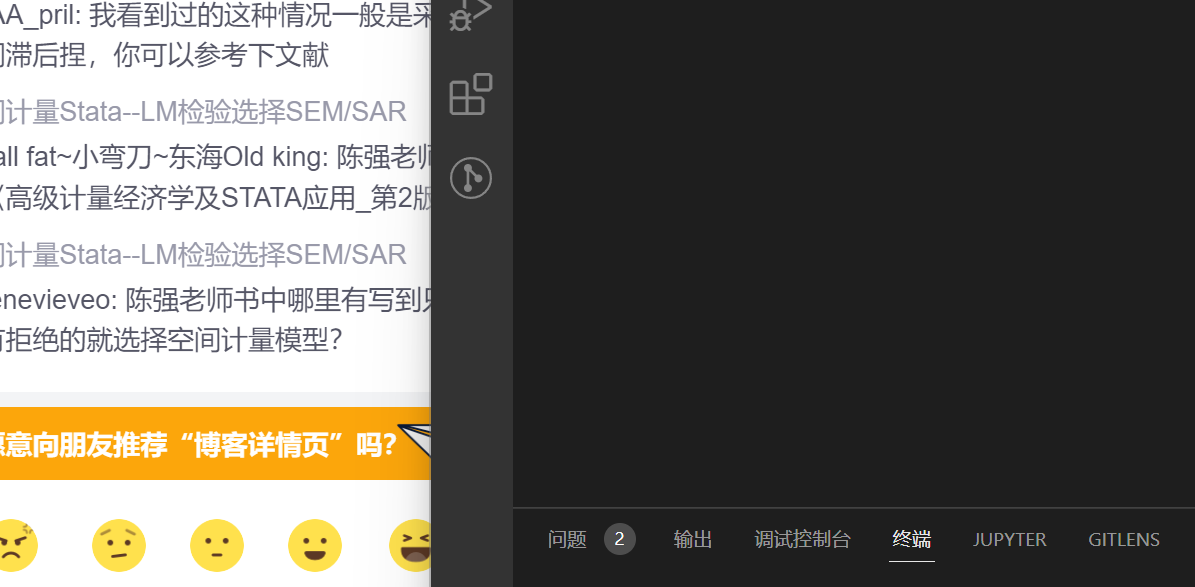 AA_pril: 我看到过的这种情况一般是采
间滞后捏，你可以参考下文献
间计量Stata--LM检验选择SEM/SAR
all fat~小弯刀~东海Old king: 陈强老师
《高级计量经济学及STATA应用_第2版
间计量Stata--LM检验选择SEM/SAR
enevieveo: 陈强老师书中哪里有写到只
有拒绝的就选择空间计量模型？
愿意向朋友推荐“博客详情页”吗？
问题 2 输出 调试控制台 终端 JUPYTER GITLENS